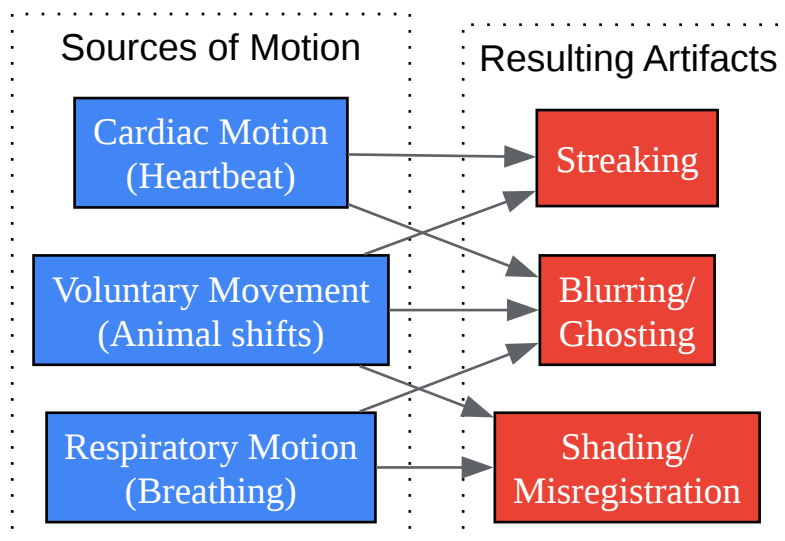 Sources of Motion
Cardiac Motion
(Heartbeat)
Voluntary Movement
(Animal shifts)
Respiratory Motion
(Breathing)
Resulting Artifacts
Streaking
Blurring/
Ghosting
Shading/
Misregistration